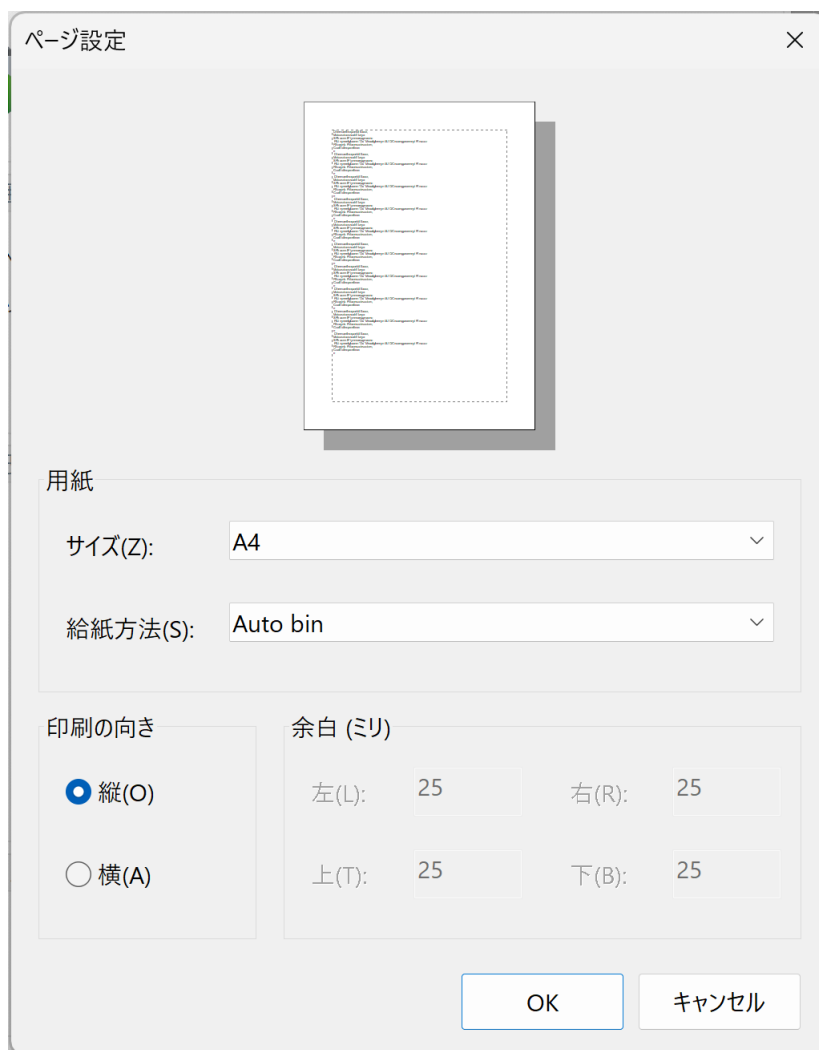 ページ設定
用紙
サイズ(Z):
A4
給紙方法(S):
Auto bin
印刷の向き
縦(O)
横(A)
余白 (ミリ)
左(L):
25
右(R):
25
上(T):
25
下(B):
25
OK
キャンセル